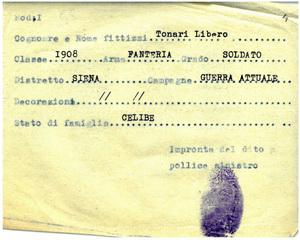 Mod.I
Cognome e Nome fittizzi Tonari Libero
Classe 1908 Arma FANTERIA Grado SOLDATO
Distretto SIENA Campagne GUERRA ATTUALE
Decorazioni // //
Stato di famiglia CELIBE
Impronta del dito
pollice sinistro